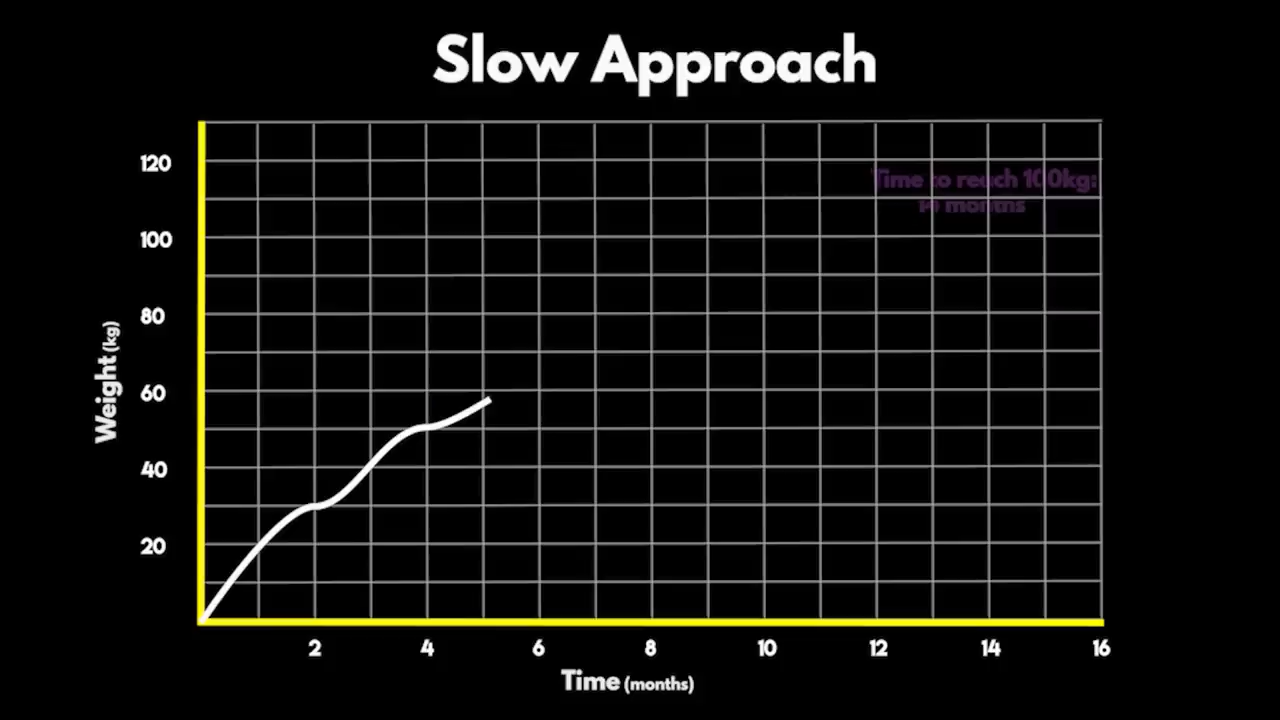 Slow Approach
120
100
80
60
40
20
Weight (kg)
Time to reach 100kg:
14 months
2 4 6 8 10 12 14 16
Time (months)